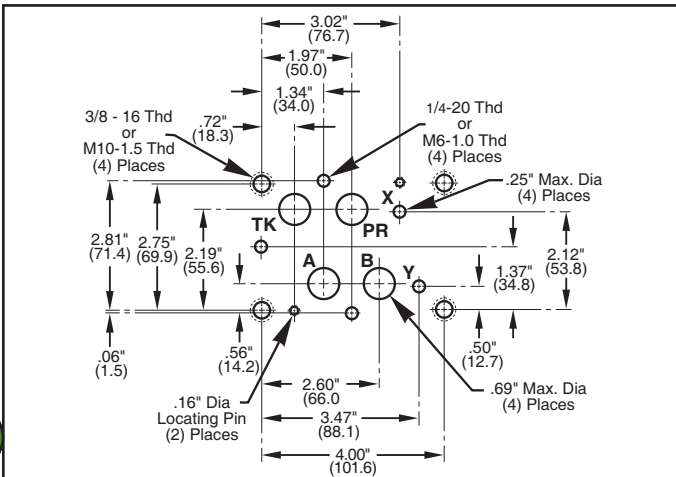 3.02"
(76.7)
1.97"
(50.0)
1.34"
(34.0)
.72"
(18.3)
3/8 - 16 Thd
or
M10-1.5 Thd
(4) Places
1/4-20 Thd
or
M6-1.0 Thd
(4) Places
.25" Max. Dia
(4) Places
X
TK
PR
A
B
Y
2.81"
(71.4)
2.75"
(69.9)
2.19"
(55.6)
2.12"
(53.8)
1.37"
(34.8)
.06"
(1.5)
.56"
(14.2)
.50"
(12.7)
.16" Dia
Locating Pin
(2) Places
2.60"
(66.0
3.47"
(88.1)
4.00"
(101.6)
.69" Max. Dia
(4) Places